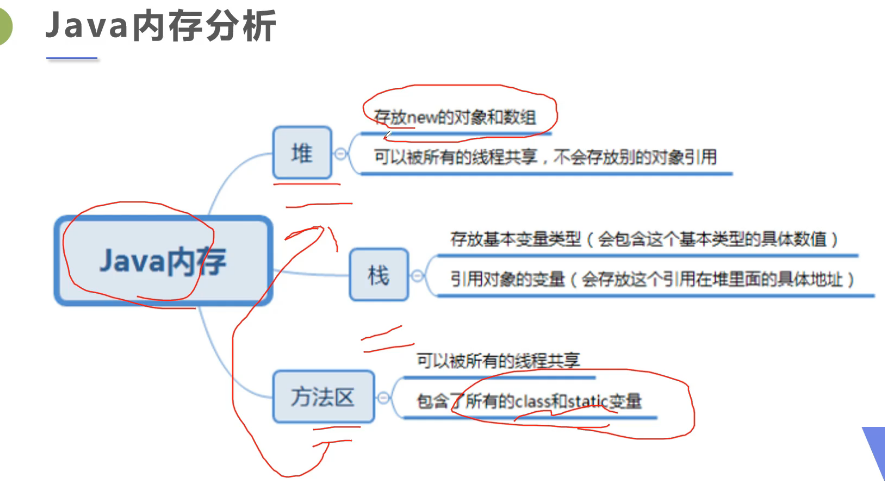 Java内存分析
堆
存放new的对象和数组
可以被所有的线程共享，不会存放别的对象引用
Java内存
栈
存放基本变量类型（会包含这个基本类型的具体数值）
引用对象的变量（会存放这个引用在堆里面的具体地址）
方法区
可以被所有的线程共享
包含了所有的class和static变量